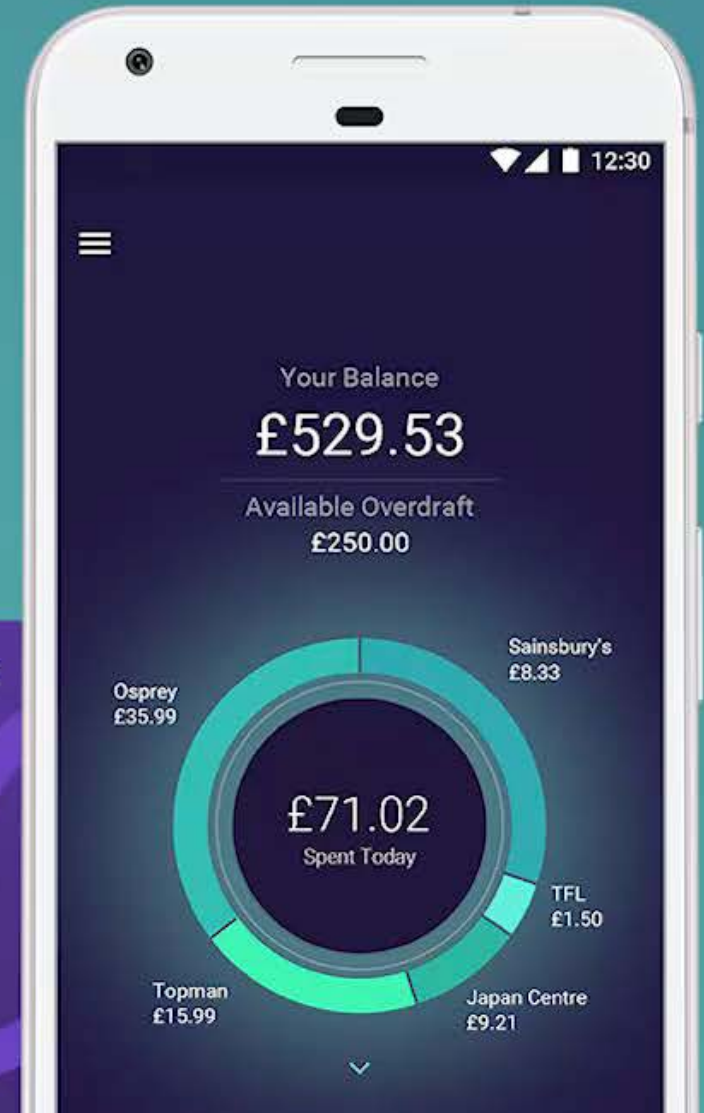 12:30
Your Balance
£529.53
Available Overdraft
£250.00
Sainsbury's
£8.33
Osprey
£35.99
£71.02
Spent Today
TFL
£1.50
Topman
£15.99
Japan Centre
£9.21